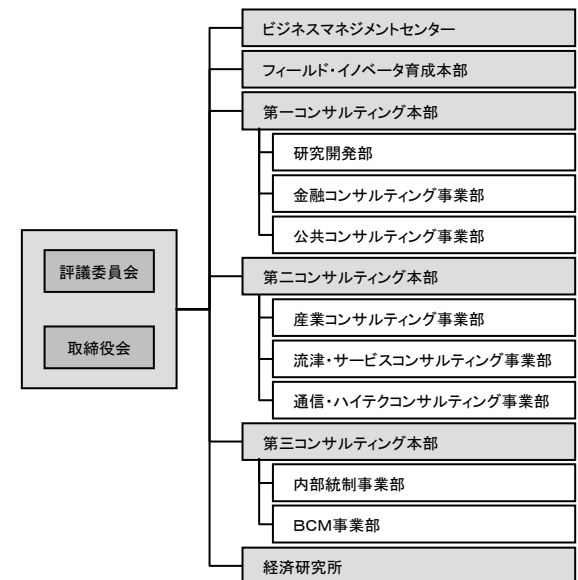 評議委員会
取締役会
ビジネスマネジメントセンター
フィールド・イノベータ育成本部
第一コンサルティング本部
研究開発部
金融コンサルティング事業部
公共コンサルティング事業部
第二コンサルティング本部
産業コンサルティング事業部
流津・サービスコンサルティング事業部
通信・ハイテクコンサルティング事業部
第三コンサルティング本部
内部統制事業部
BCM事業部
経済研究所